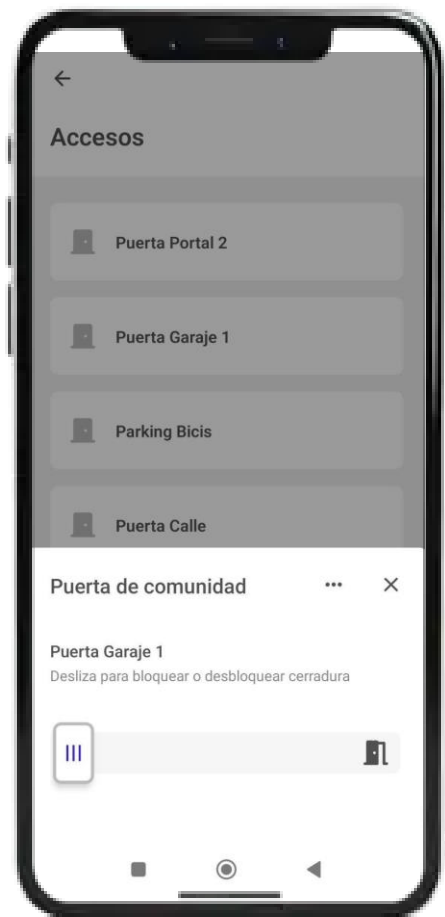 Accesos
Puerta Portal 2
Puerta Garaje 1
Parking Bicis
Puerta Calle
Puerta de comunidad
Puerta Garaje 1
Desliza para bloquear o desbloquear cerradura